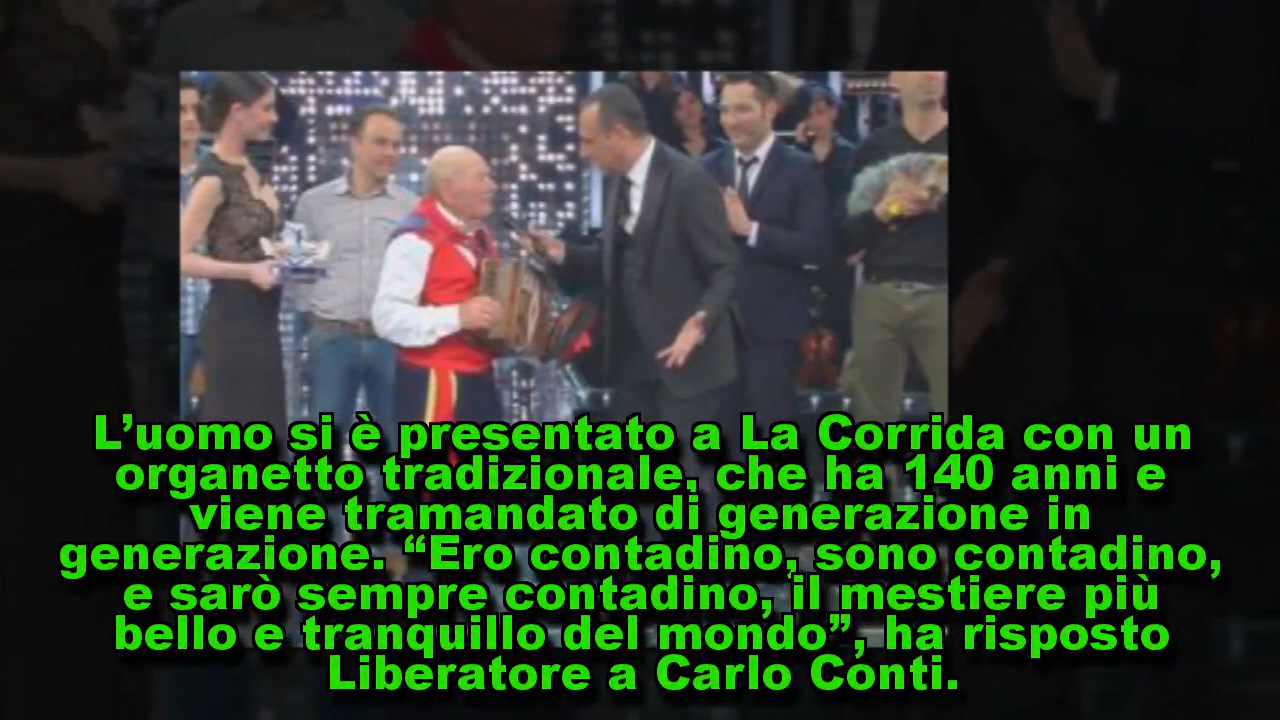 L’uomo si è presentato a La Corrida con un
organetto tradizionale, che ha 140 anni e
viene tramandato di generazione in
generazione. “Ero contadino, sono contadino,
e sarò sempre contadino, il mestiere più
bello e tranquillo del mondo”, ha risposto
Liberatore a Carlo Conti.